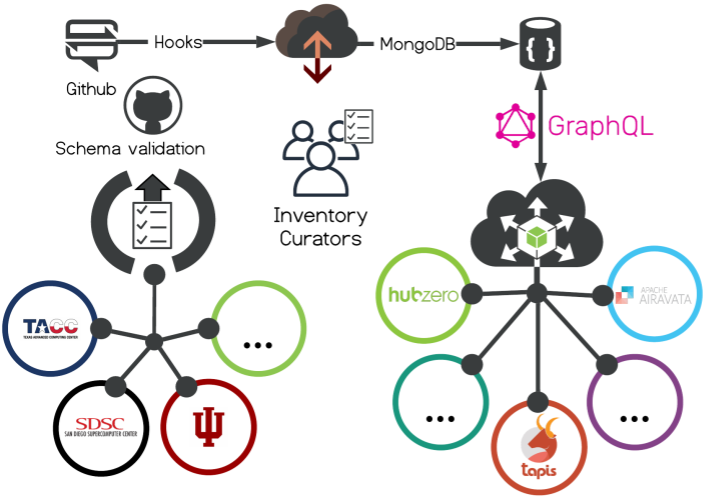 Hooks
MongoDB
{ }
Github
GraphQL
Schema validation
Inventory
Curators
hubzero
APACHE
AIRAVATA
TACC
TEXAS ADVANCED COMPUTING CENTER
...
SDSC
SAN DIEGO SUPERCOMPUTER CENTER
...
...
tapis